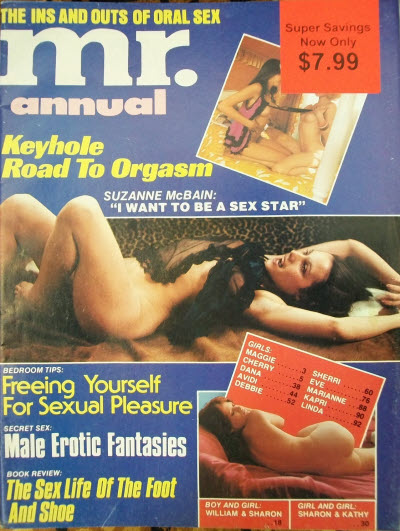 THE INS AND OUTS OF ORAL SEX
Super Savings
Now Only
$7.99
mr.
annual
Keyhole
Road To Orgasm
SUZANNE McBAIN:
"I WANT TO BE A SEX STAR"
BEDROOM TIPS:
Freeing Yourself
For Sexual Pleasure
SECRET SEX:
Male Erotic Fantasies
BOOK REVIEW:
The Sex Life Of The Foot
And Shoe
GIRLS:
MAGGIE ...3
CHERRY ...5
DANA ...38
AVIDI ...44
DEBBIE ...52
SHERRI ...60
EVE ...76
MARIANNE ...88
KAPRI ...90
LINDA ...92
BOY AND GIRL:
WILLIAM & SHARON
...18
GIRL AND GIRL:
SHARON & KATHY